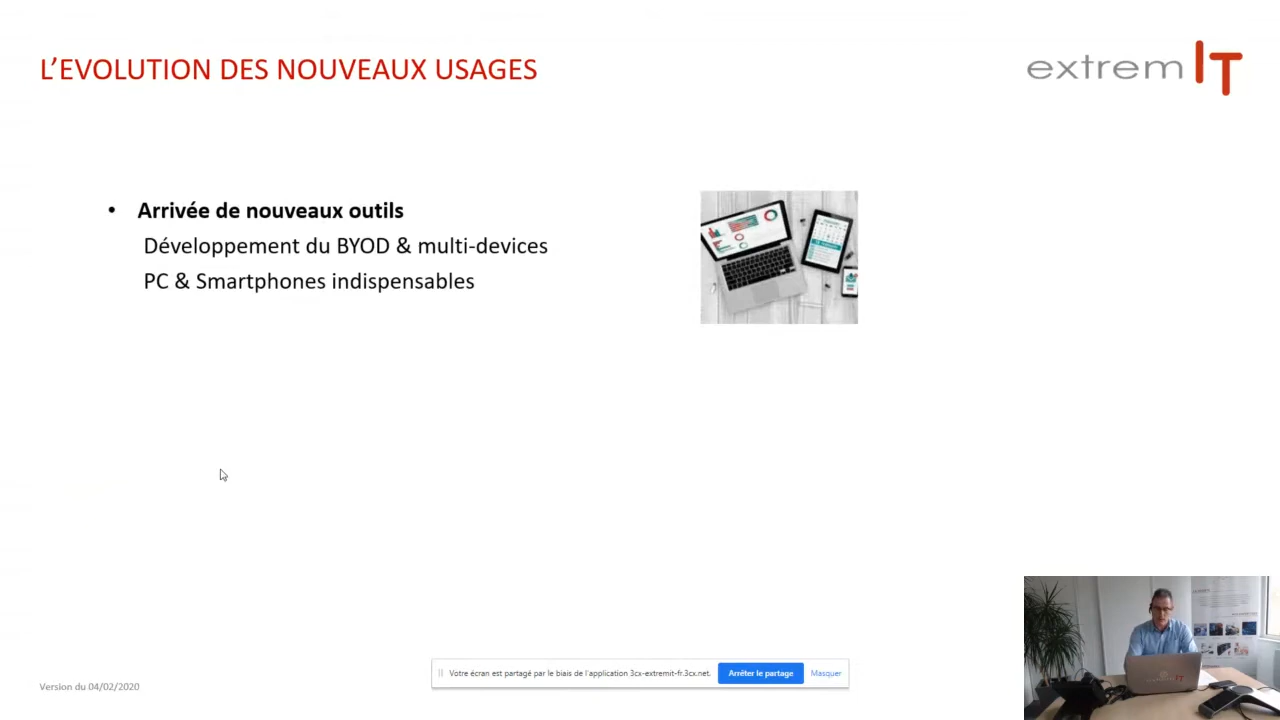 L'EVOLUTION DES NOUVEAUX USAGES
extrem IT
• Arrivée de nouveaux outils
Développement du BYOD & multi-devices
PC & Smartphones indispensables
Votre écran est partagé par le biais de l'application 3cx-extremit-fr.3cx.net.
Arrêter le partage
Masquer
Version du 04/02/2020